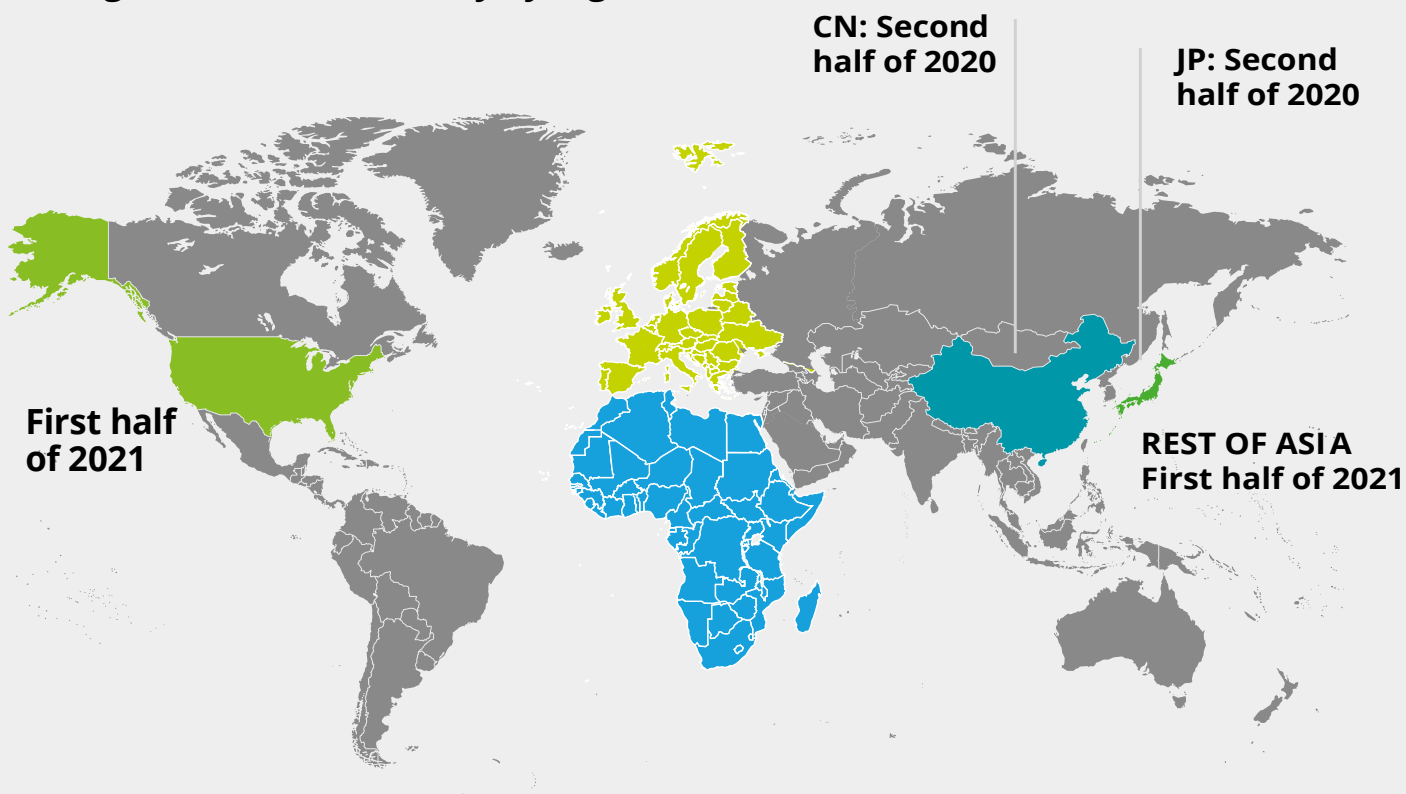 CN: Second
half of 2020
JP: Second
half of 2020
First half
of 2021
REST OF ASIA
First half of 2021